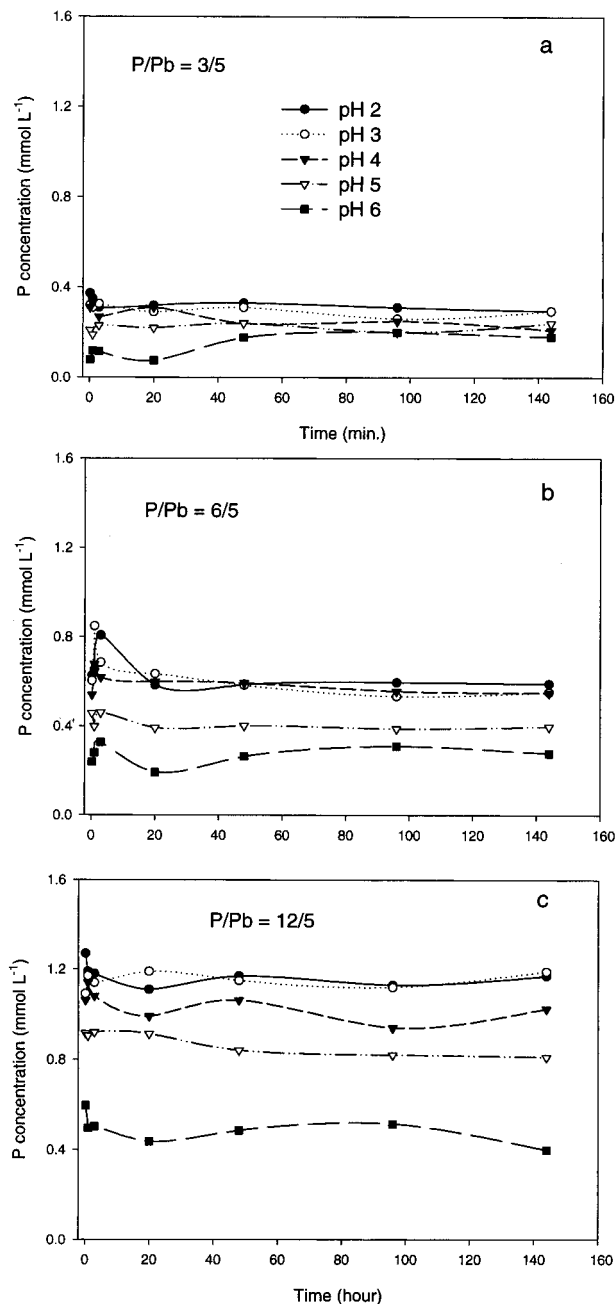 a
P/Pb = 3/5
pH 2
pH 3
pH 4
pH 5
pH 6
P concentration (mmol L⁻¹)
1.6
1.2
0.8
0.4
0.0
0 20 40 60 80 100 120 140 160
Time (min.)
b
P/Pb = 6/5
P concentration (mmol L⁻¹)
1.6
1.2
0.8
0.4
0.0
0 20 40 60 80 100 120 140 160
c
P/Pb = 12/5
P concentration (mmol L⁻¹)
1.6
1.2
0.8
0.4
0.0
0 20 40 60 80 100 120 140 160
Time (hour)